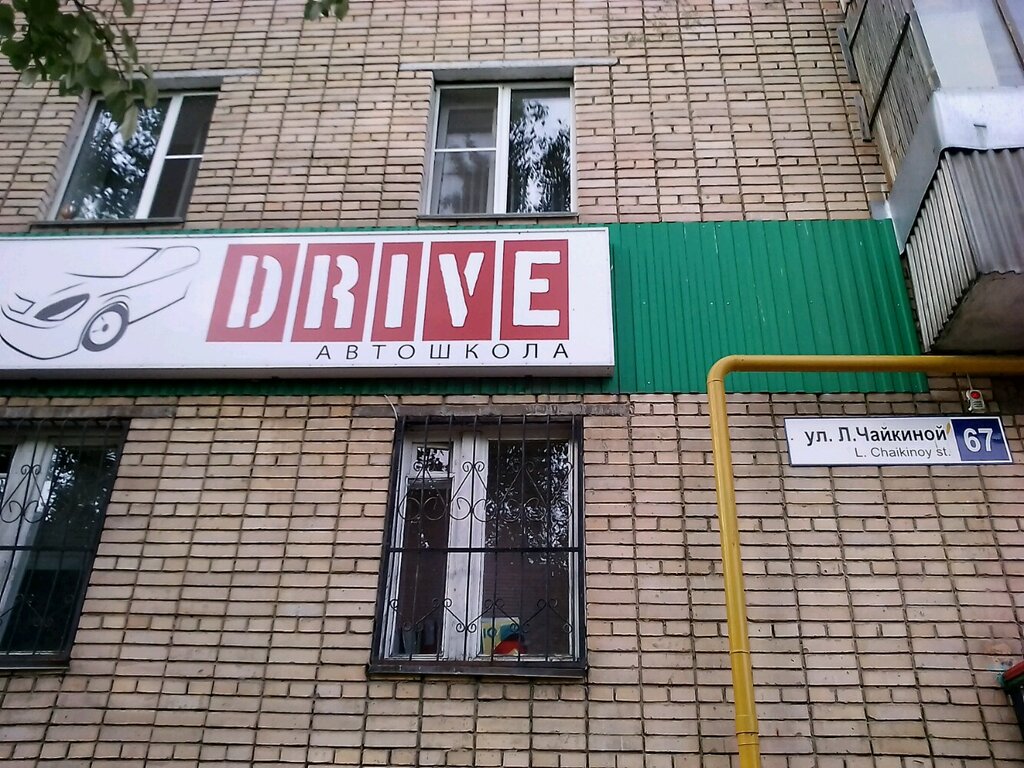 DRIVE
АВТОШКОЛА
ул. Л.Чайкиной 67
L. Chaikinoy st.